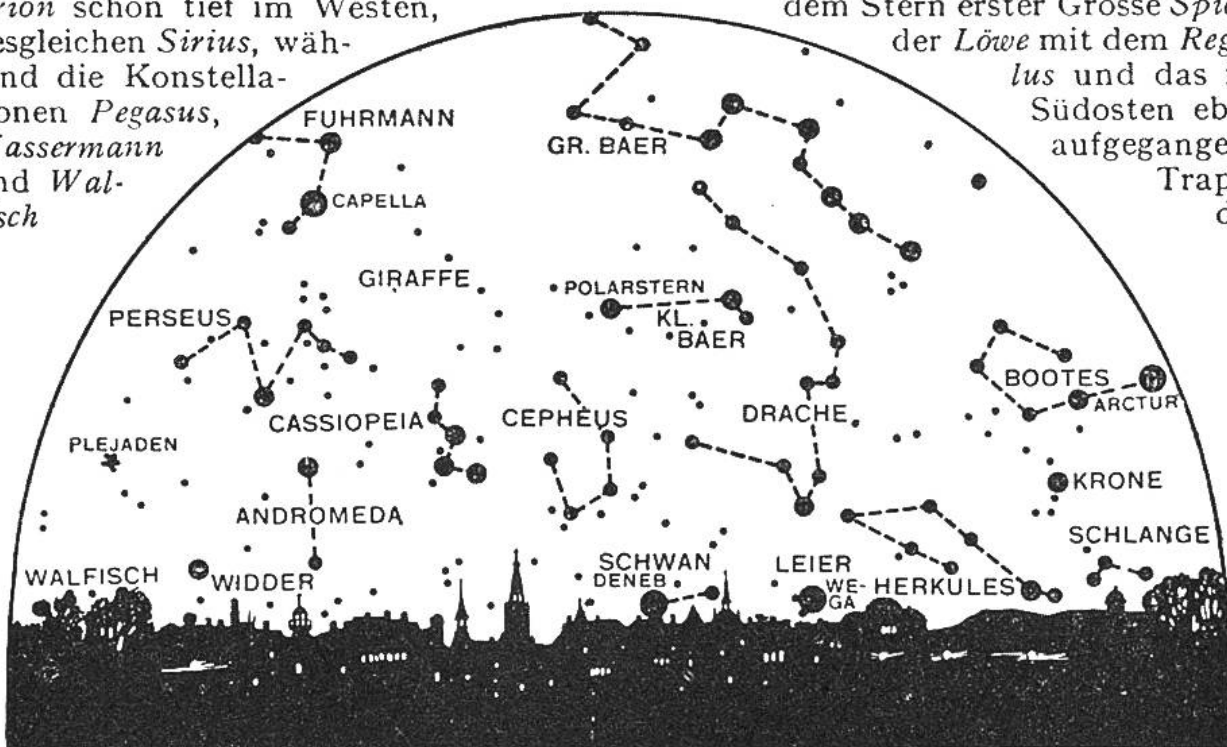 schon tief im Westen,
esgleichen Sirius, wäh-
nd die Konstella-
onen Pegasus,
assermann
nd Wal-
sch
dem Stern erster Grösse
der Löwe mit dem Reg
lus und das
Südosten eb
aufgegange
Trap
d
FUHRMANN
CAPELLA
GR. BAER
GIRAFFE
POLARSTERN
KL.
BAER
PERSEUS
BOOTES
ARCTUR
CASSIOPEIA
CEPHEUS
DRACHE
PLEJADEN
KRONE
ANDROMEDA
SCHLANGE
WALFISCH
WIDDER
SCHWAN
DENEB
LEIER
WE-
GA
HERKULES